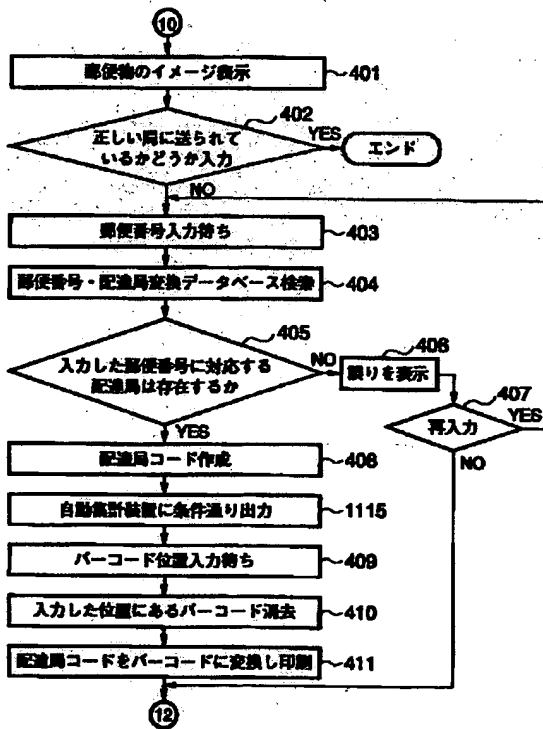 10
郵便物のイメージ表示
401
402
正しい局に送られて
いるかどうか入力
YES
エンド
NO
郵便番号入力待ち
403
郵便番号・配達局変換データベース検索
404
405
入力した郵便番号に対応する
配達局は存在するか
NO
406
誤りを表示
407
再入力
YES
YES
NO
配達局コード作成
408
自動集計装置に条件通り出力
1115
バーコード位置入力待ち
409
入力した位置にあるバーコード消去
410
配達局コードをバーコードに変換し印刷
411
12